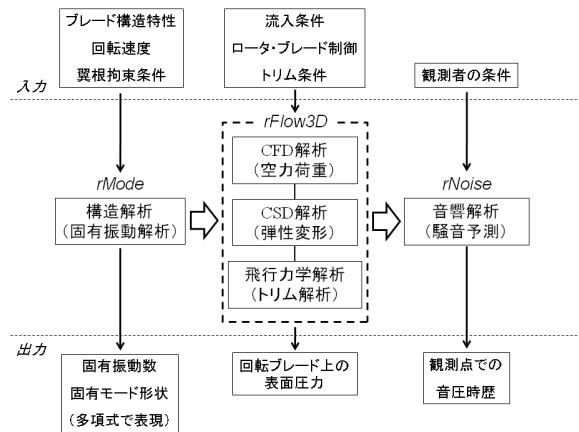 ブレード構造特性
回転速度
翼根拘束条件
流入条件
ロータ・ブレード制御
トリム条件
観測者の条件
入力
rFlow3D
CFD解析
(空力荷重)
rMode
構造解析
(固有振動解析)
CSD解析
(弾性変形)
rNoise
音響解析
(騒音予測)
飛行力学解析
(トリム解析)
出力
固有振動数
固有モード形状
(多項式で表現)
回転ブレード上の
表面圧力
観測点での
音圧時歴